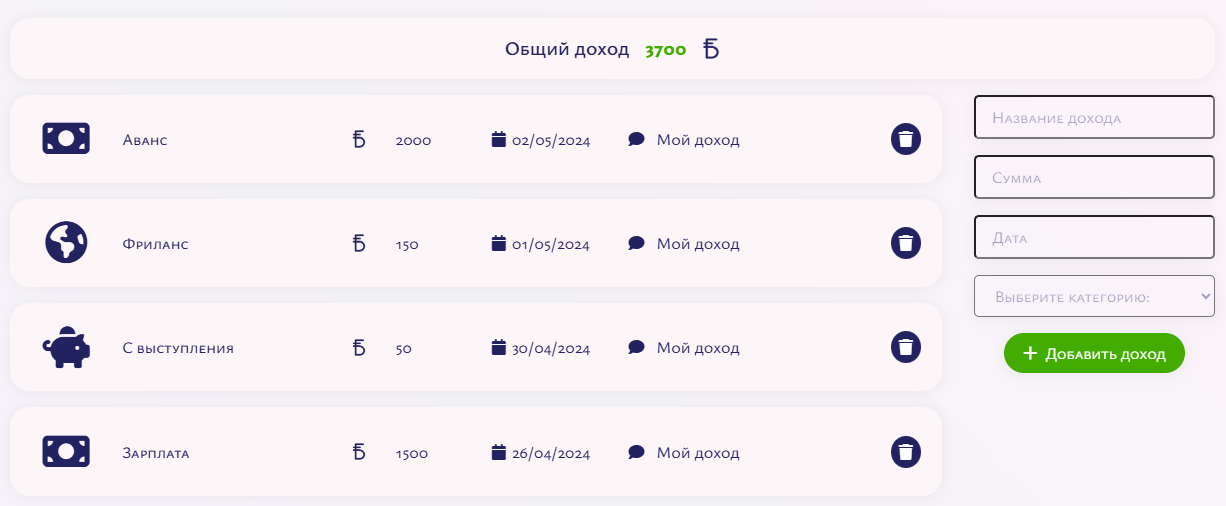 Общий доход 3700
Аванс 2000 02/05/2024 Мой доход
Фриланс 150 01/05/2024 Мой доход
С выступления 50 30/04/2024 Мой доход
Зарплата 1500 26/04/2024 Мой доход
Название дохода
Сумма
Дата
Выберите категорию:
+ Добавить доход